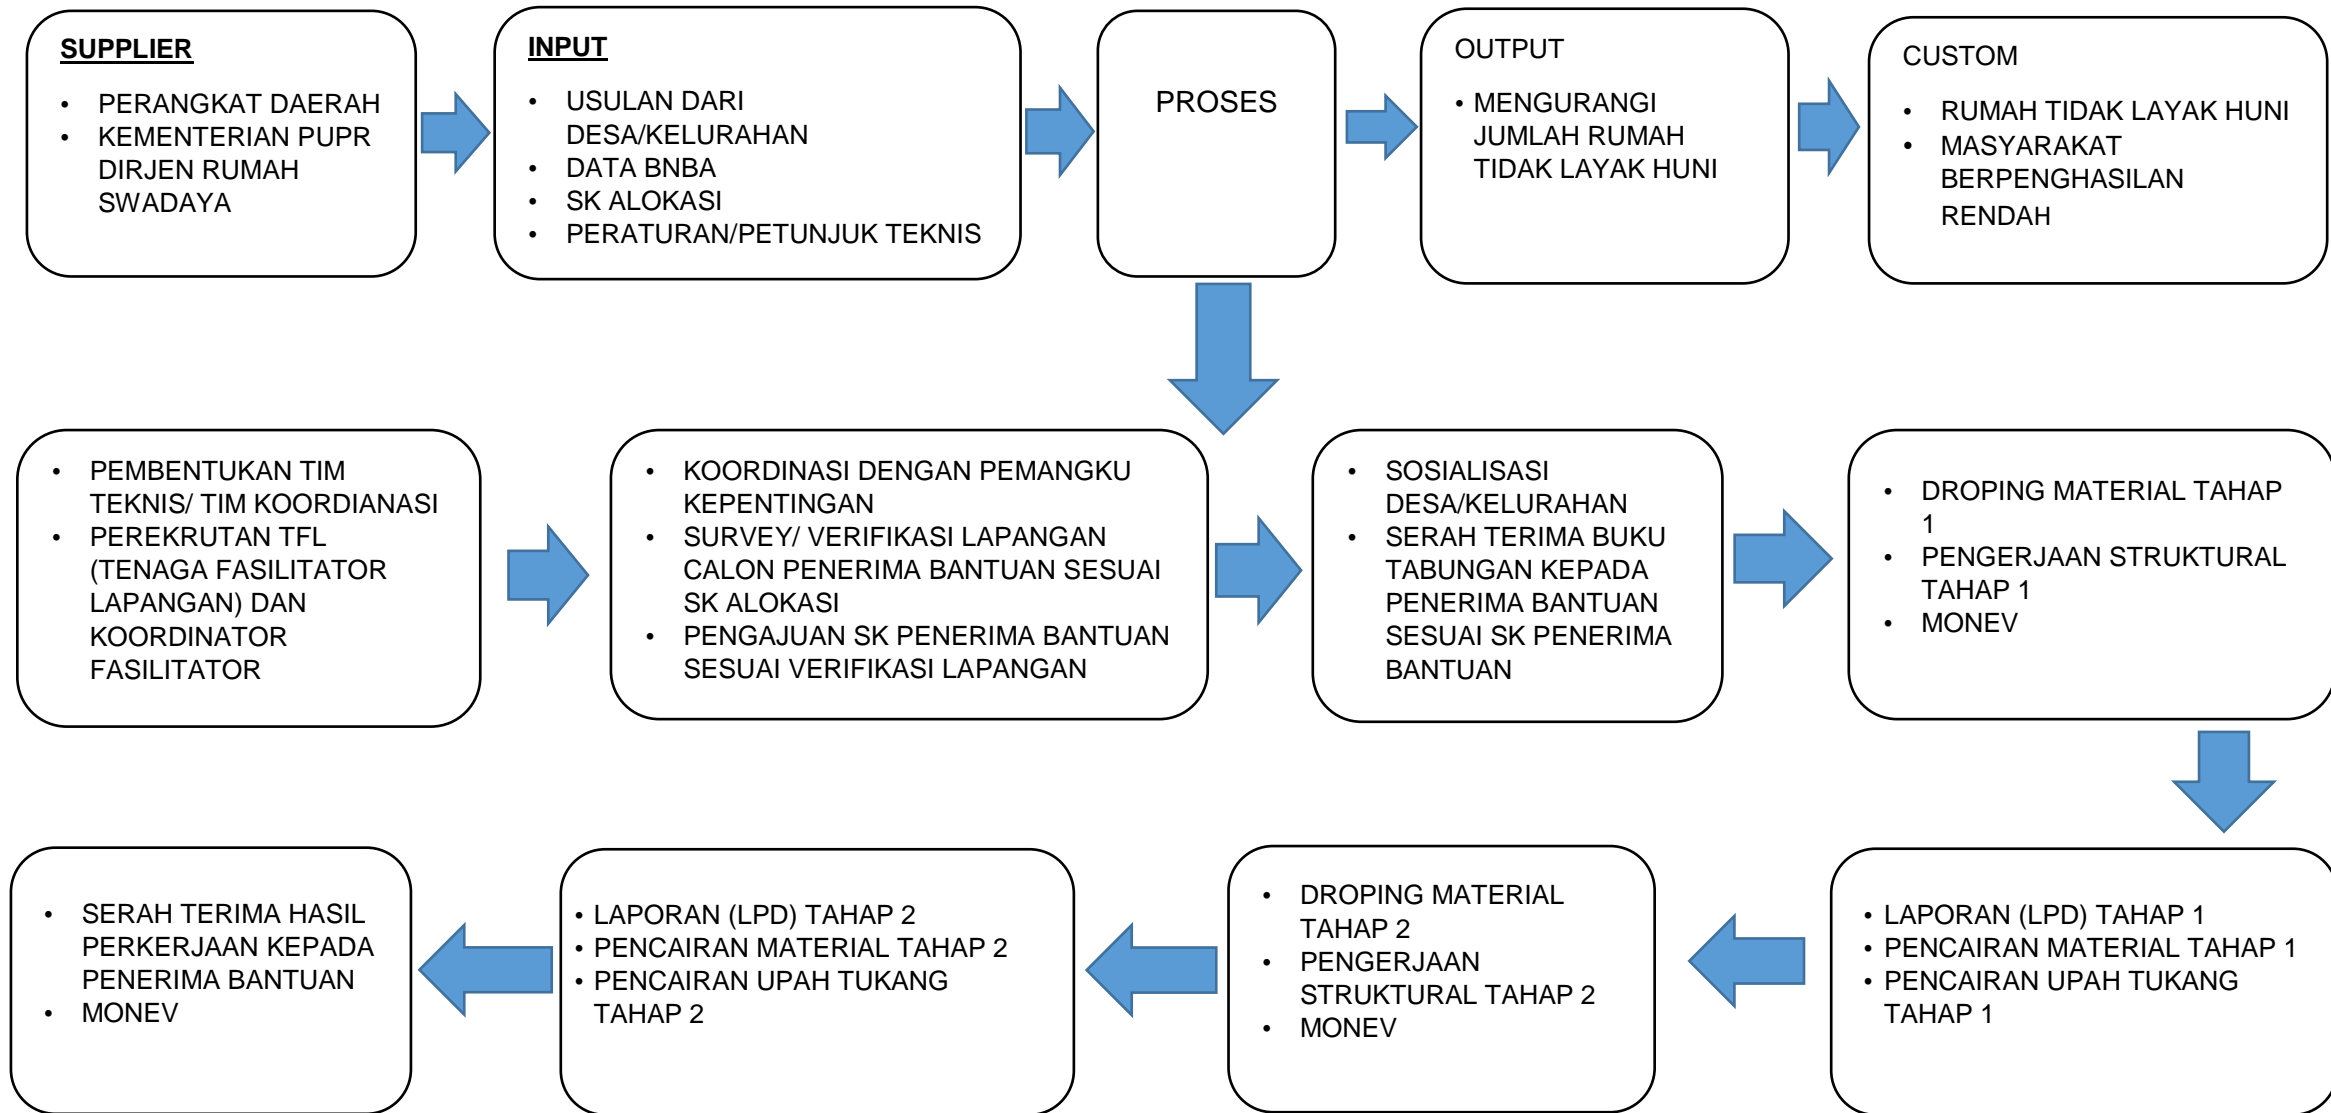 SUPPLIER
• PERANGKAT DAERAH
• KEMENTERIAN PUPR
DIRJEN RUMAH
SWADAYA
INPUT
• USULAN DARI
DESA/KELURAHAN
• DATA BNBA
• SK ALOKASI
• PERATURAN/PETUNJUK TEKNIS
PROSES
OUTPUT
• MENGURANGI
JUMLAH RUMAH
TIDAK LAYAK HUNI
CUSTOM
• RUMAH TIDAK LAYAK HUNI
• MASYARAKAT
BERPENGHASILAN
RENDAH
• PEMBENTUKAN TIM
TEKNIS/ TIM KOORDIANASI
• PEREKRUTAN TFL
(TENAGA FASILITATOR
LAPANGAN) DAN
KOORDINATOR
FASILITATOR
• KOORDINASI DENGAN PEMANGKU
KEPENTINGAN
• SURVEY/ VERIFIKASI LAPANGAN
CALON PENERIMA BANTUAN SESUAI
SK ALOKASI
• PENGAJUAN SK PENERIMA BANTUAN
SESUAI VERIFIKASI LAPANGAN
• SOSIALISASI
DESA/KELURAHAN
• SERAH TERIMA BUKU
TABUNGAN KEPADA
PENERIMA BANTUAN
SESUAI SK PENERIMA
BANTUAN
• DROPING MATERIAL TAHAP
1
• PENGERJAAN STRUKTURAL
TAHAP 1
• MONEV
• SERAH TERIMA HASIL
PERKERJAAN KEPADA
PENERIMA BANTUAN
• MONEV
• LAPORAN (LPD) TAHAP 2
• PENCAIRAN MATERIAL TAHAP 2
• PENCAIRAN UPAH TUKANG
TAHAP 2
• DROPING MATERIAL
TAHAP 2
• PENGERJAAN
STRUKTURAL TAHAP 2
• MONEV
• LAPORAN (LPD) TAHAP 1
• PENCAIRAN MATERIAL TAHAP 1
• PENCAIRAN UPAH TUKANG
TAHAP 1